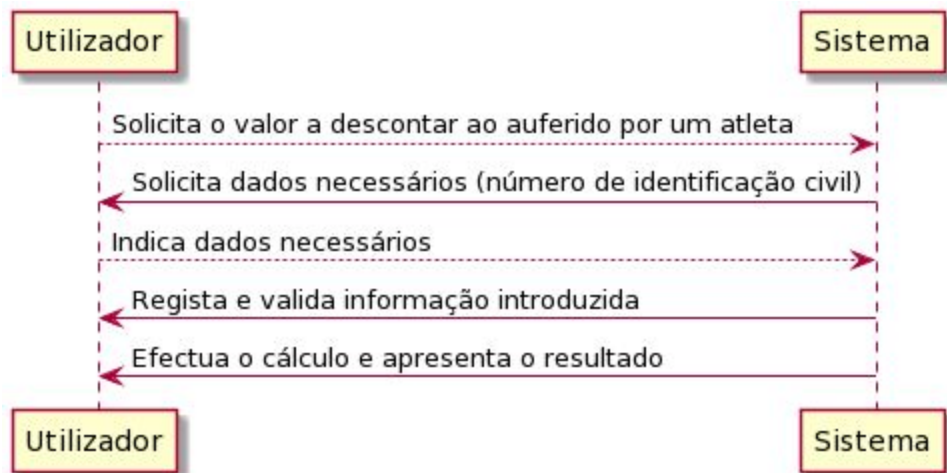 Utilizador
Sistema
Solicita o valor a descontar ao auferido por um atleta
Solicita dados necessários (número de identificação civil)
Indica dados necessários
Regista e valida informação introduzida
Efectua o cálculo e apresenta o resultado
Utilizador
Sistema